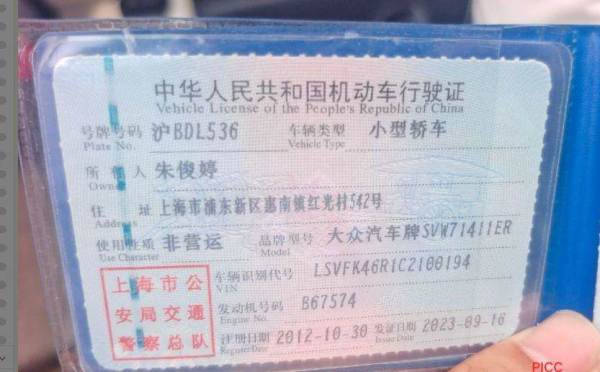 中华人民共和国机动车行驶证
Vehicle License of the People's Republic of China
号牌号码 沪BDL536 车辆类型 小型轿车
Plate No. Vehicle Type
所有人 朱俊婷
Owner
住址 上海市浦东新区惠南镇红光村542号
Address
使用性质 非营运 品牌型号 大众汽车牌SVW71411ER
Use Character Model
上海市公 车辆识别代号 LSVFK46R1C2100194
VIN
安局交通 发动机号码 B67574
Engine No.
警察总队 注册日期 2012-10-30 发证日期 2023-09-16
Register Date Issue Date
PICC